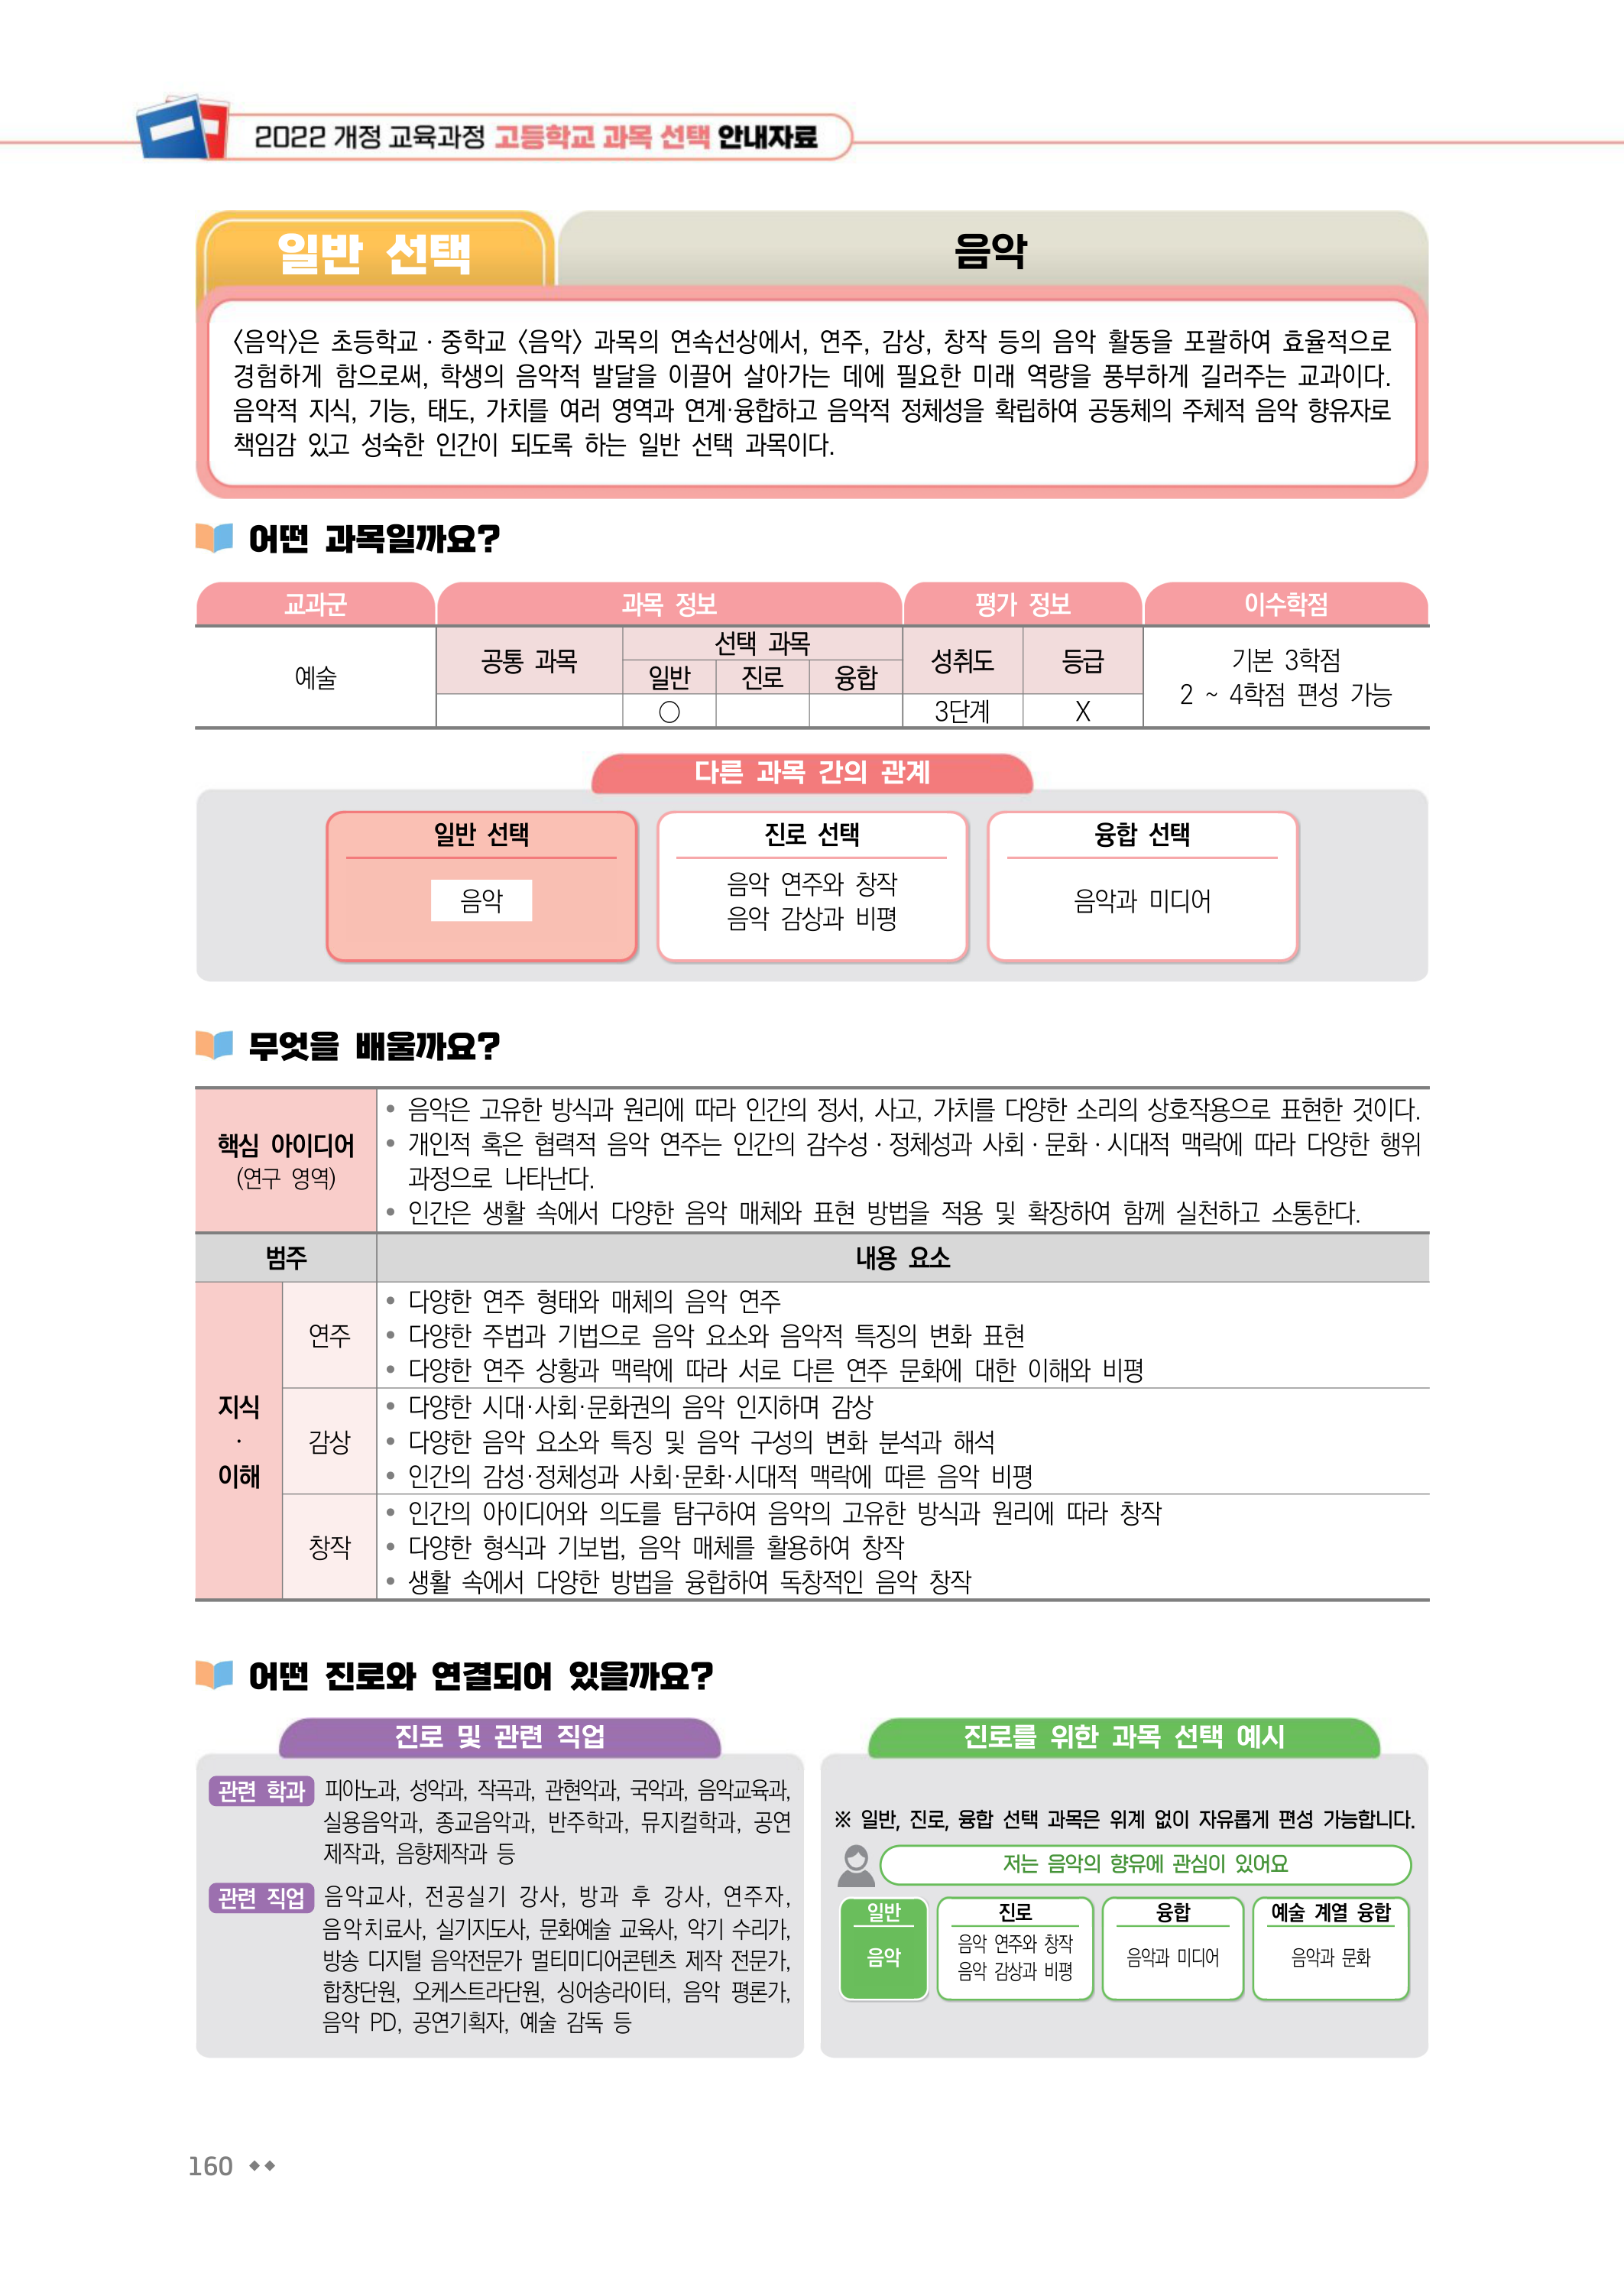 2022 개정 교육과정 고등학교 과목 선택 안내자료
일반 선택
음악
〈음악〉은 초등학교 · 중학교 〈음악〉 과목의 연속선상에서, 연주, 감상, 창작 등의 음악 활동을 포괄하여 효율적으로
경험하게 함으로써, 학생의 음악적 발달을 이끌어 살아가는 데에 필요한 미래 역량을 풍부하게 길러주는 교과이다.
음악적 지식, 기능, 태도, 가치를 여러 영역과 연계·융합하고 음악적 정체성을 확립하여 공동체의 주체적 음악 향유자로
책임감 있고 성숙한 인간이 되도록 하는 일반 선택 과목이다.
어떤 과목일까요?
교과군 과목 정보 평가 정보 이수학점
예술
공통 과목
선택 과목
일반 진로 융합
성취도 등급
○
3단계 X
기본 3학점
2 ~ 4학점 편성 가능
다른 과목 간의 관계
일반 선택
음악
진로 선택
음악 연주와 창작
음악 감상과 비평
융합 선택
음악과 미디어
무엇을 배울까요?
핵심 아이디어
(연구 영역)
• 음악은 고유한 방식과 원리에 따라 인간의 정서, 사고, 가치를 다양한 소리의 상호작용으로 표현한 것이다.
• 개인적 혹은 협력적 음악 연주는 인간의 감수성 · 정체성과 사회 · 문화 · 시대적 맥락에 따라 다양한 행위
과정으로 나타난다.
• 인간은 생활 속에서 다양한 음악 매체와 표현 방법을 적용 및 확장하여 함께 실천하고 소통한다.
범주 내용 요소
지식
·
이해
연주
• 다양한 연주 형태와 매체의 음악 연주
• 다양한 주법과 기법으로 음악 요소와 음악적 특징의 변화 표현
• 다양한 연주 상황과 맥락에 따라 서로 다른 연주 문화에 대한 이해와 비평
감상
• 다양한 시대·사회·문화권의 음악 인지하며 감상
• 다양한 음악 요소와 특징 및 음악 구성의 변화 분석과 해석
• 인간의 감성·정체성과 사회·문화·시대적 맥락에 따른 음악 비평
창작
• 인간의 아이디어와 의도를 탐구하여 음악의 고유한 방식과 원리에 따라 창작
• 다양한 형식과 기보법, 음악 매체를 활용하여 창작
• 생활 속에서 다양한 방법을 융합하여 독창적인 음악 창작
어떤 진로와 연결되어 있을까요?
진로 및 관련 직업
관련 학과 피아노과, 성악과, 작곡과, 관현악과, 국악과, 음악교육과,
실용음악과, 종교음악과, 반주학과, 뮤지컬학과, 공연
제작과, 음향제작과 등
관련 직업 음악교사, 전공실기 강사, 방과 후 강사, 연주자,
음악치료사, 실기지도사, 문화예술 교육사, 악기 수리가,
방송 디지털 음악전문가 멀티미디어콘텐츠 제작 전문가,
합창단원, 오케스트라단원, 싱어송라이터, 음악 평론가,
음악 PD, 공연기획자, 예술 감독 등
진로를 위한 과목 선택 예시
※ 일반, 진로, 융합 선택 과목은 위계 없이 자유롭게 편성 가능합니다.
저는 음악의 향유에 관심이 있어요
일반
음악
진로
음악 연주와 창작
음악 감상과 비평
융합
음악과 미디어
예술 계열 융합
음악과 문화
160 ◆◆